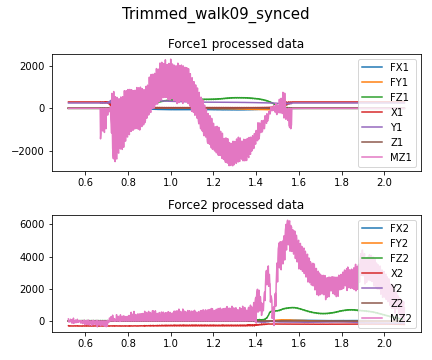 Trimmed_walk09_synced
Force1 processed data
2000
0
−2000
FX1
FY1
FZ1
X1
Y1
Z1
MZ1
0.6 0.8 1.0 1.2 1.4 1.6 1.8 2.0
Force2 processed data
6000
4000
2000
0
FX2
FY2
FZ2
X2
Y2
Z2
MZ2
0.6 0.8 1.0 1.2 1.4 1.6 1.8 2.0